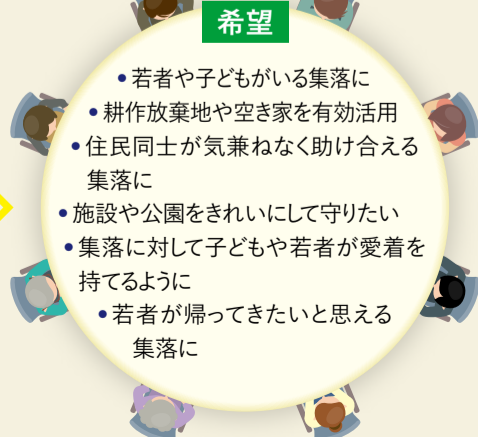 希望
•若者や子どもがいる集落に
•耕作放棄地や空き家を有効活用
•住民同士が気兼ねなく助け合える
集落に
•施設や公園をきれいにして守りたい
•集落に対して子どもや若者が愛着を
持てるように
•若者が帰ってきたいと思える
集落に